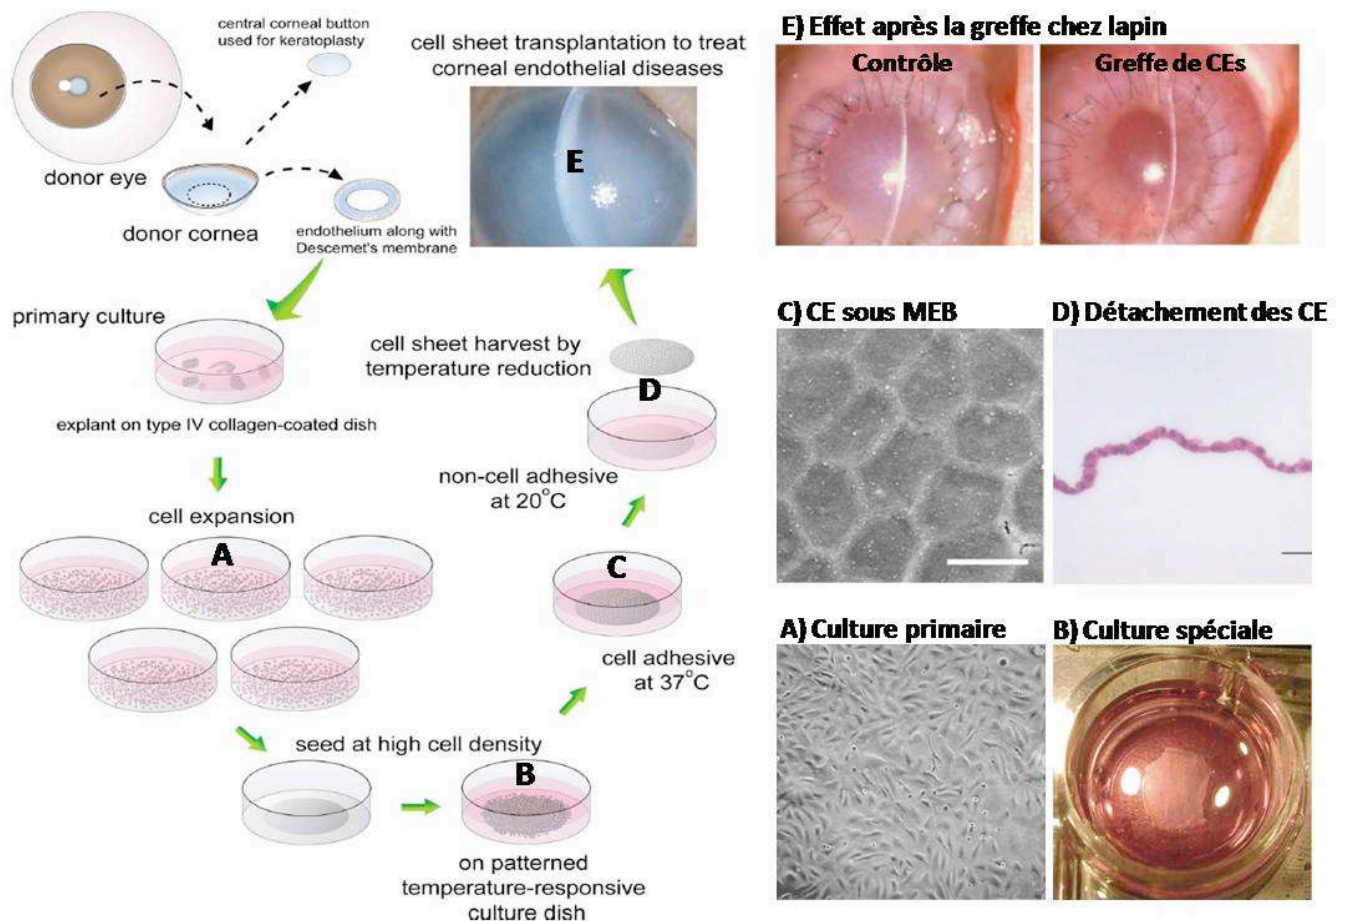 central corneal button
used for keratoplasty
donor eye
donor cornea
endothelium along with
Descemet's membrane
cell sheet transplantation to treat
corneal endothelial diseases
E
primary culture
explant on type IV collagen-coated dish
cell expansion
A
seed at high cell density
B
on patterned
temperature-responsive
culture dish
C
cell adhesive
at 37°C
cell sheet harvest by
temperature reduction
D
non-cell adhesive
at 20°C
E) Effet après la greffe chez lapin
Contrôle
Greffe de CEs
C) CE sous MEB
D) Détachement des CE
A) Culture primaire
B) Culture spéciale